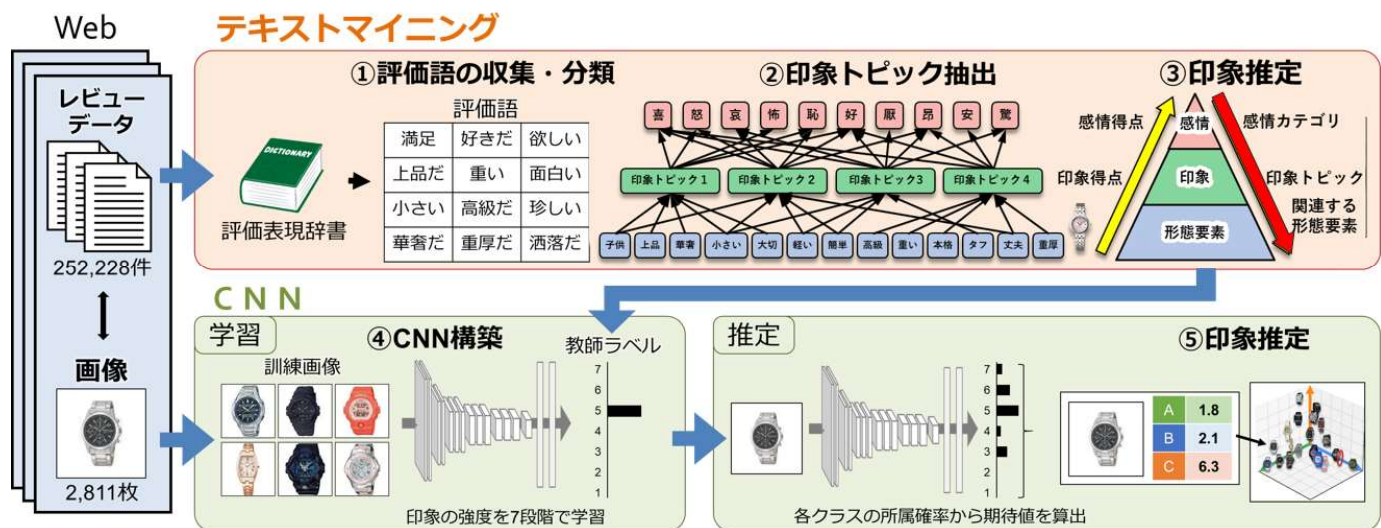 Web
レビュー
データ
252,228件
画像
2,811枚
テキストマイニング
①評価語の収集・分類
DICTIONARY
評価表現辞書
評価語
満足 好きだ 欲しい
上品だ 重い 面白い
小さい 高級だ 珍しい
華奢だ 重厚だ 洒落だ
②印象トピック抽出
喜 怒 哀 怖 恥 好 厭 昂 安 驚
印象トピック1 印象トピック2 印象トピック3 印象トピック4
子供 上品 華奢 小さい 大切 軽い 簡単 高級 重い 本格 タフ 丈夫 重厚
③印象推定
感情得点
印象得点
感情
印象
形態要素
感情カテゴリ
印象トピック
関連する
形態要素
CNN
学習
④CNN構築
訓練画像
教師ラベル
7
6
5
4
3
2
1
印象の強度を7段階で学習
推定
7
6
5
4
3
2
1
各クラスの所属確率から期待値を算出
⑤印象推定
A 1.8
B 2.1
C 6.3